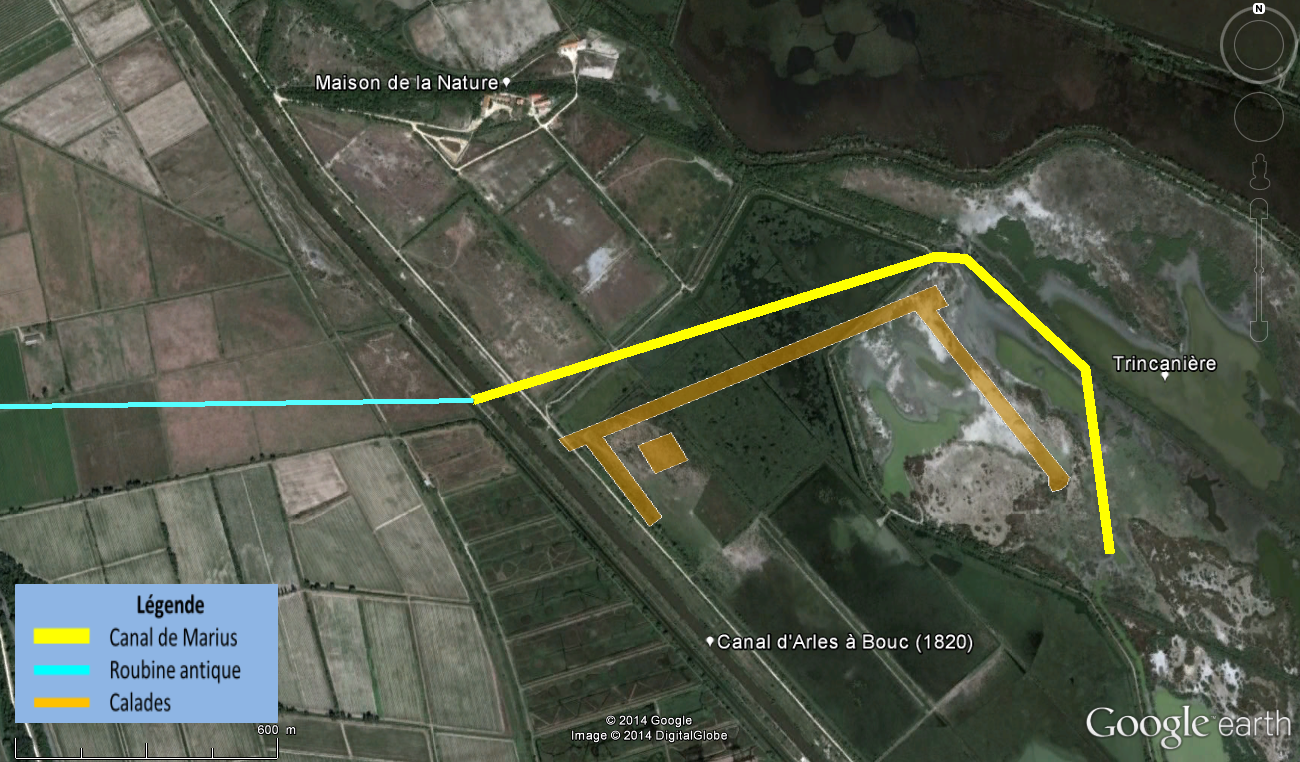 N
Maison de la Nature
Trincanière
Canal d'Arles à Bouc (1820)
Légende
Canal de Marius
Roubine antique
Calades
600 m
© 2014 Google
Image © 2014 DigitalGlobe
Google earth